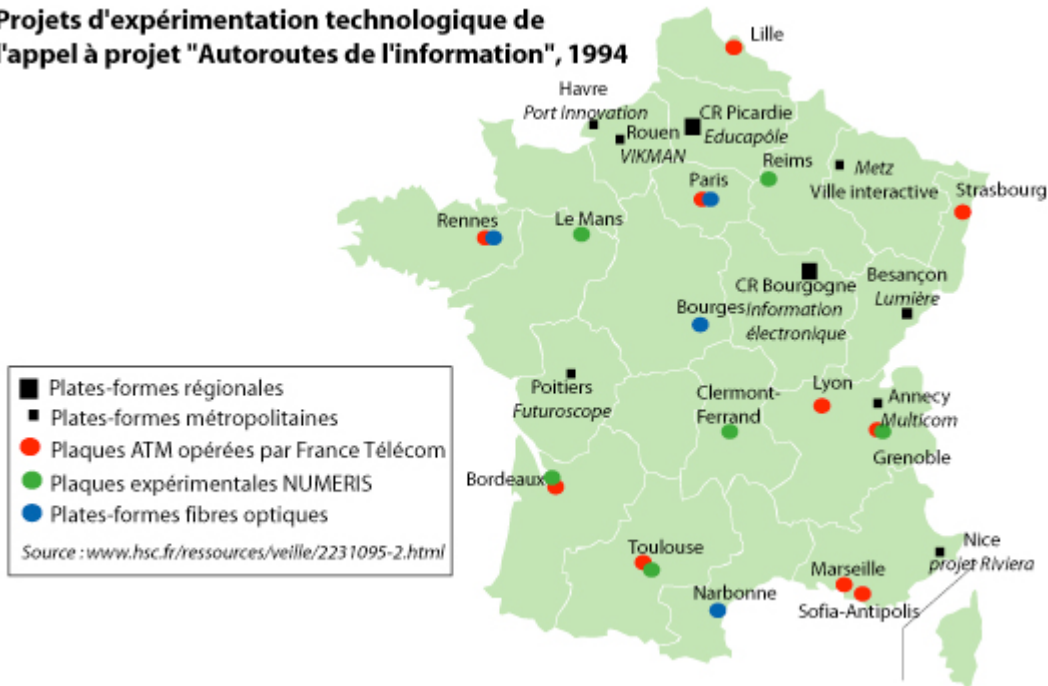 Projets d'expérimentation technologique de
l'appel à projet "Autoroutes de l'information", 1994
Lille
Havre
Port Innovation
CR Picardie
Rouen
Educapôle
VIKMAN
Reims
Metz
Paris
Ville interactive
Strasbourg
Rennes
Le Mans
CR Bourgogne
Besançon
Information
Lumière
électronique
Bourges
Poitiers
Futuroscope
Clermont-
Ferrand
Lyon
Annecy
Multicom
Grenoble
Bordeaux
Toulouse
Narbonne
Marseille
Sofia-Antipolis
Nice
projet Riviera
Plates-formes régionales
Plates-formes métropolitaines
Plaques ATM opérées par France Télécom
Plaques expérimentales NUMERIS
Plates-formes fibres optiques
Source : www.hsc.fr/ressources/veille/2231095-2.html